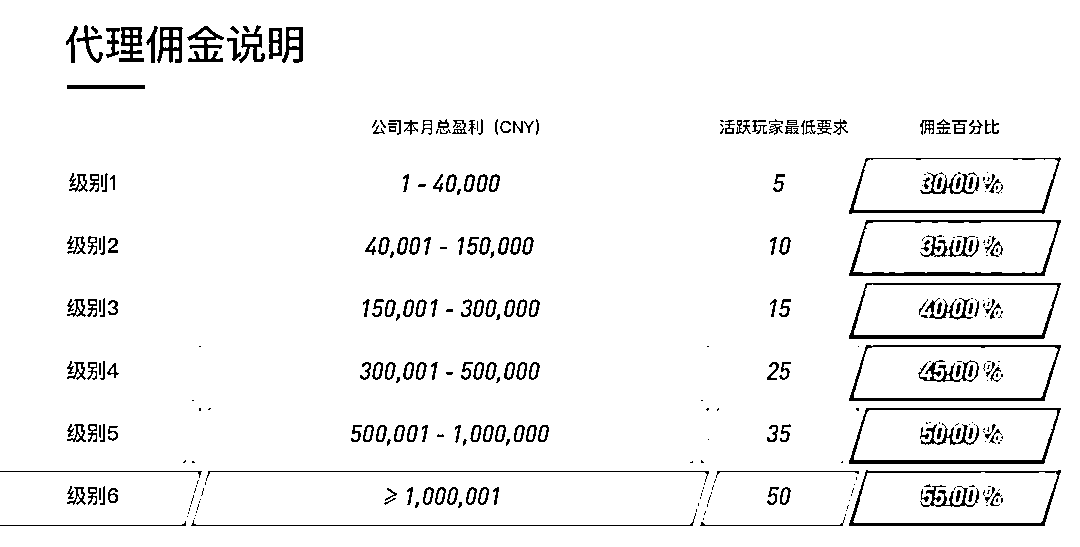 代理佣金说明
公司本月总盈利（CNY） 活跃玩家最低要求 佣金百分比
级别1 1 - 40,000 5 30.00 %
级别2 40,001 - 150,000 10 35.00 %
级别3 150,001 - 300,000 15 40.00 %
级别4 300,001 - 500,000 25 45.00 %
级别5 500,001 - 1,000,000 35 50.00 %
级别6 ⩾ 1,000,001 50 55.00 %